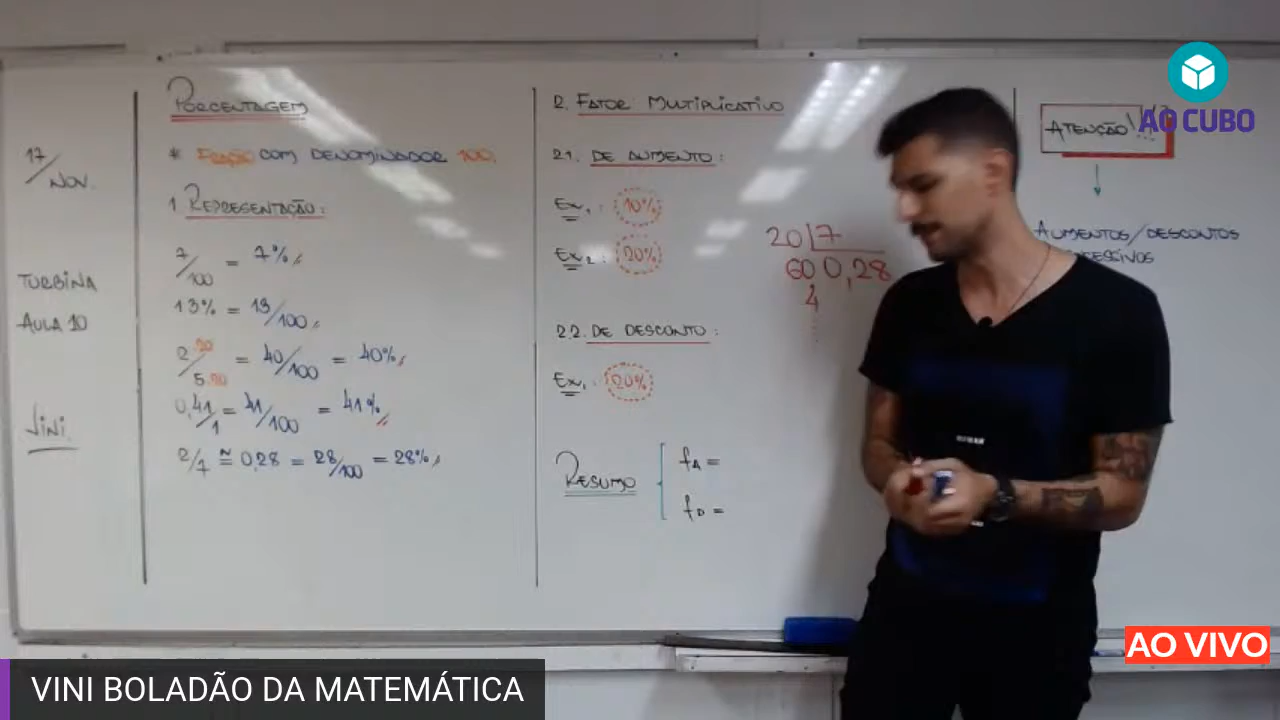 17/NOV.
TURBINA
AULA 10
Vini
PORCENTAGEM
* FRAÇÃO COM DENOMINADOR 100.
1. REPRESENTAÇÃO:
7/100 = 7%
13% = 13/100
2.20/5.20 = 40/100 = 40%
0,41/1 = 41/100 = 41%
2/7 ≅ 0,28 = 28/100 = 28%
2. FATOR MULTIPLICATIVO
2.1. DE AUMENTO:
Ex1: 10%
Ex2: 20%
2.2. DE DESCONTO:
Ex1: 20%
RESUMO
fA =
fD =
20 | 7
60 0,28
4
ATENÇÃO!
AUMENTOS/DESCONTOS
AO CUBO
AO VIVO
VINI BOLADÃO DA MATEMÁTICA